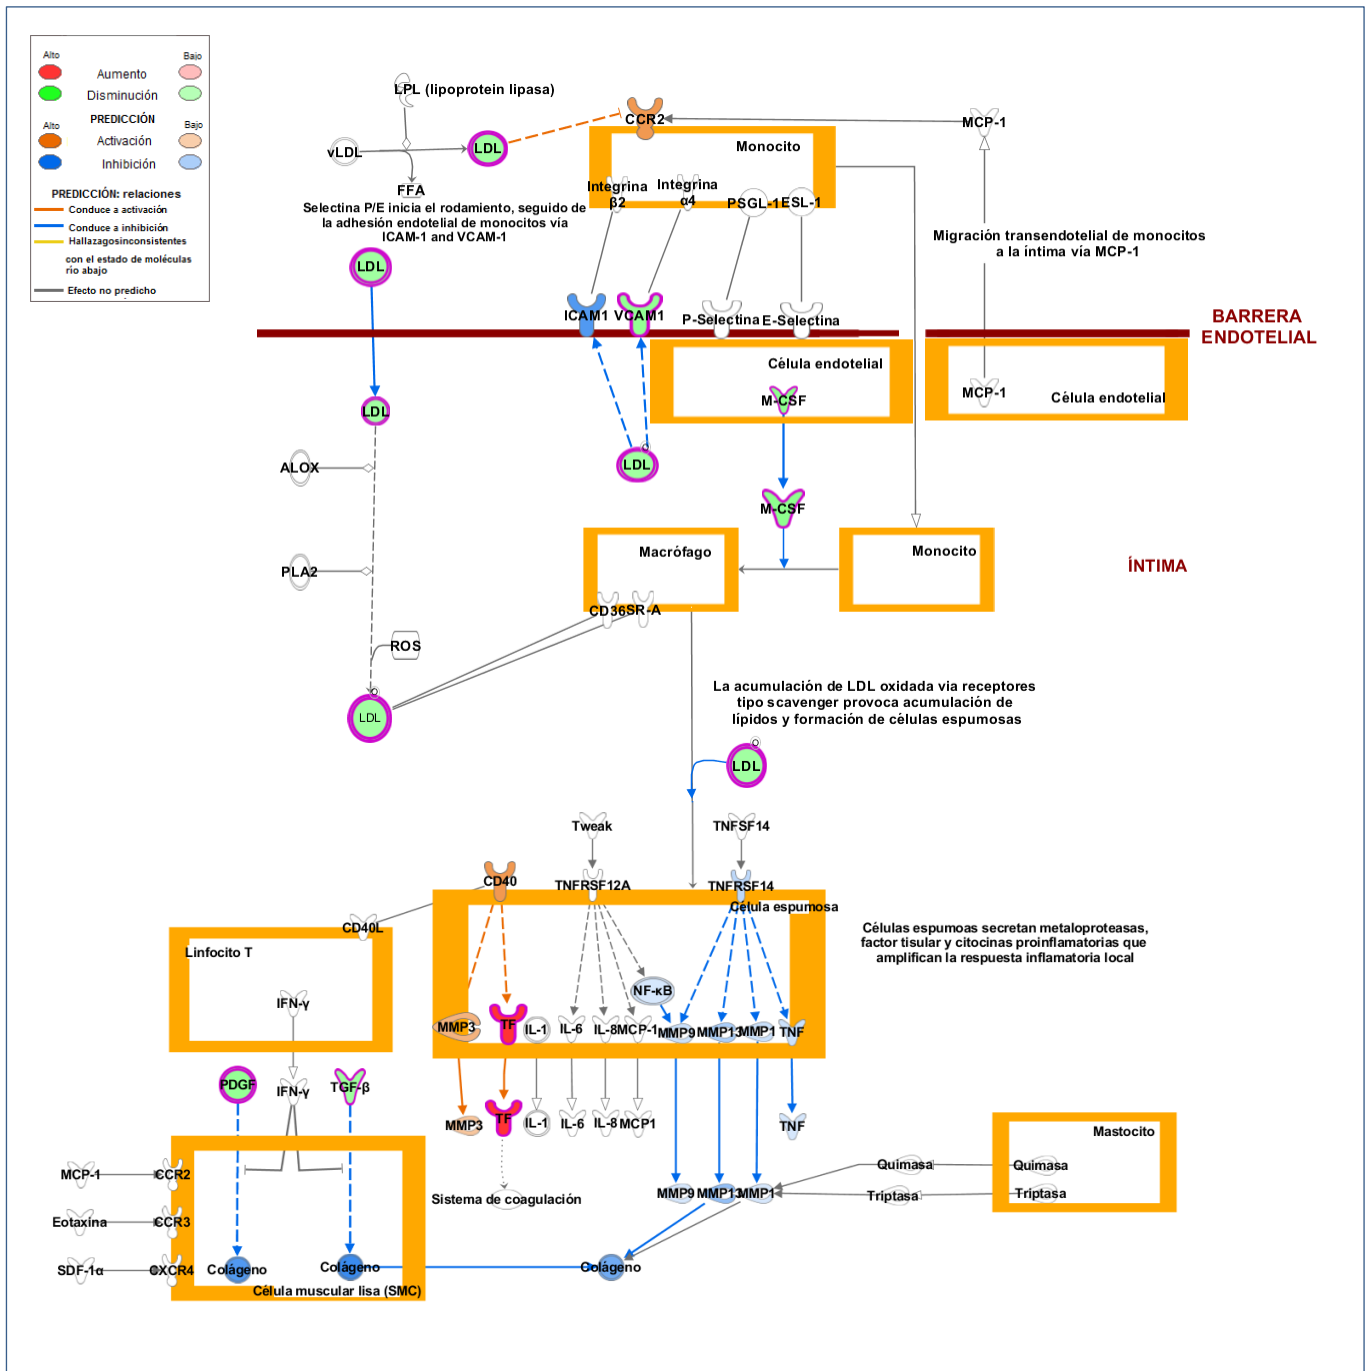 Alto
Bajo
Aumento
Disminución
PREDICCIÓN
Alto
Bajo
Activación
Inhibición
PREDICCIÓN: relaciones
Conduce a activación
Conduce a inhibición
Hallazagosinconsistentes
con el estado de moléculas
río abajo
Efecto no predicho
LPL (lipoprotein lipasa)
vLDL
LDL
FFA
CCR2
MCP-1
Monocito
Integrina
β2
Integrina
α4
PSGL-1
ESL-1
Selectina P/E inicia el rodamiento, seguido de
la adhesión endotelial de monocitos vía
ICAM-1 and VCAM-1
Migración transendotelial de monocitos
a la íntima vía MCP-1
LDL
ICAM1
VCAM1
P-Selectina
E-Selectina
BARRERA
ENDOTELIAL
Célula endotelial
M-CSF
MCP-1
Célula endotelial
LDL
LDL
ALOX
M-CSF
Macrófago
Monocito
ÍNTIMA
PLA2
CD36
SR-A
ROS
LDL
La acumulación de LDL oxidada via receptores
tipo scavenger provoca acumulación de
lípidos y formación de células espumosas
LDL
Tweak
TNFSF14
CD40
TNFRSF12A
TNFRSF14
Célula espumosa
CD40L
Linfocito T
Células espumoas secretan metaloproteasas,
factor tisular y citocinas proinflamatorias que
amplifican la respuesta inflamatoria local
IFN-γ
NF-κB
MMP3
TF
IL-1
IL-6
IL-8
MCP-1
MMP9
MMP13
MMP1
TNF
PDGF
IFN-γ
TGF-β
MMP3
TF
IL-1
IL-6
IL-8
MCP1
TNF
Mastocito
MCP-1
CCR2
Sistema de coagulación
MMP9
MMP13
MMP1
Quimasa
Quimasa
Triptasa
Triptasa
Eotaxina
CCR3
SDF-1α
CXCR4
Colágeno
Colágeno
Colágeno
Célula muscular lisa (SMC)